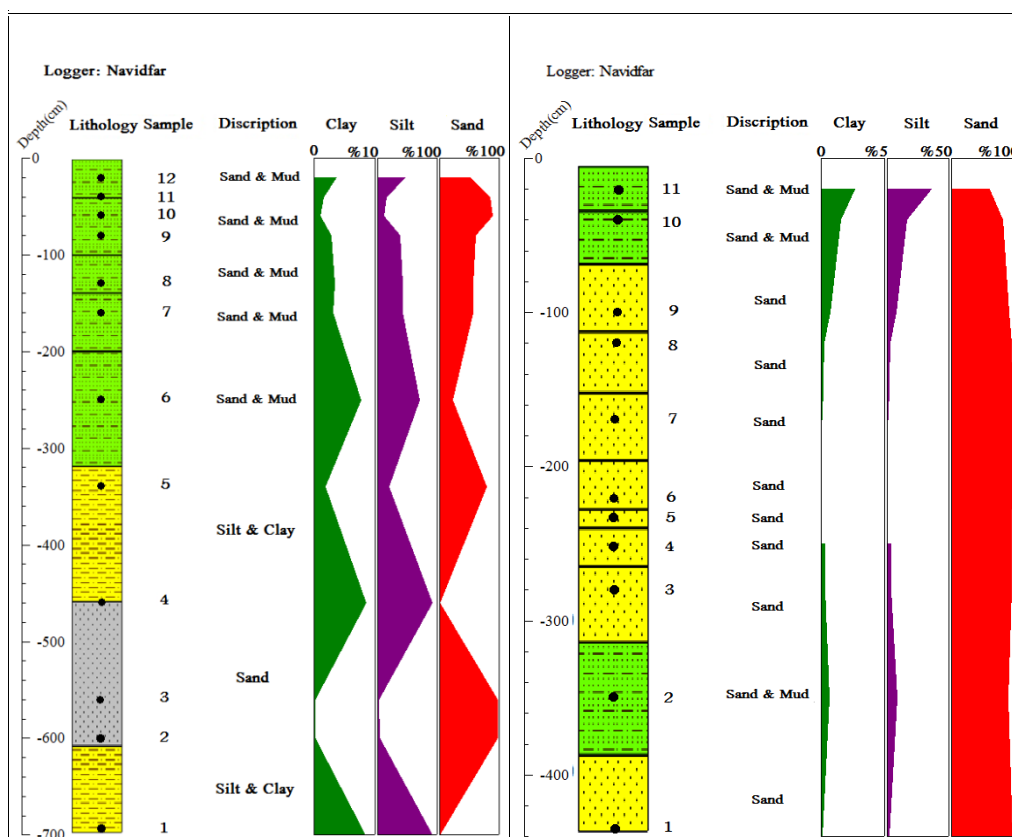 Logger: Navidfar
Depth(cm)
Lithology Sample Discription Clay Silt Sand
0 %10 %100 %100
0
-100
-200
-300
-400
-500
-600
-700
12 Sand & Mud
11
10 Sand & Mud
9
8 Sand & Mud
7 Sand & Mud
6 Sand & Mud
5
Silt & Clay
4
Sand
3
2
Silt & Clay
1
Logger: Navidfar
Depth(cm)
Lithology Sample Discription Clay Silt Sand
0 %5 %50 %100
0
-100
-200
-300
-400
11 Sand & Mud
10 Sand & Mud
9 Sand
8 Sand
7 Sand
6 Sand
5 Sand
4 Sand
3 Sand
2 Sand & Mud
Sand
1